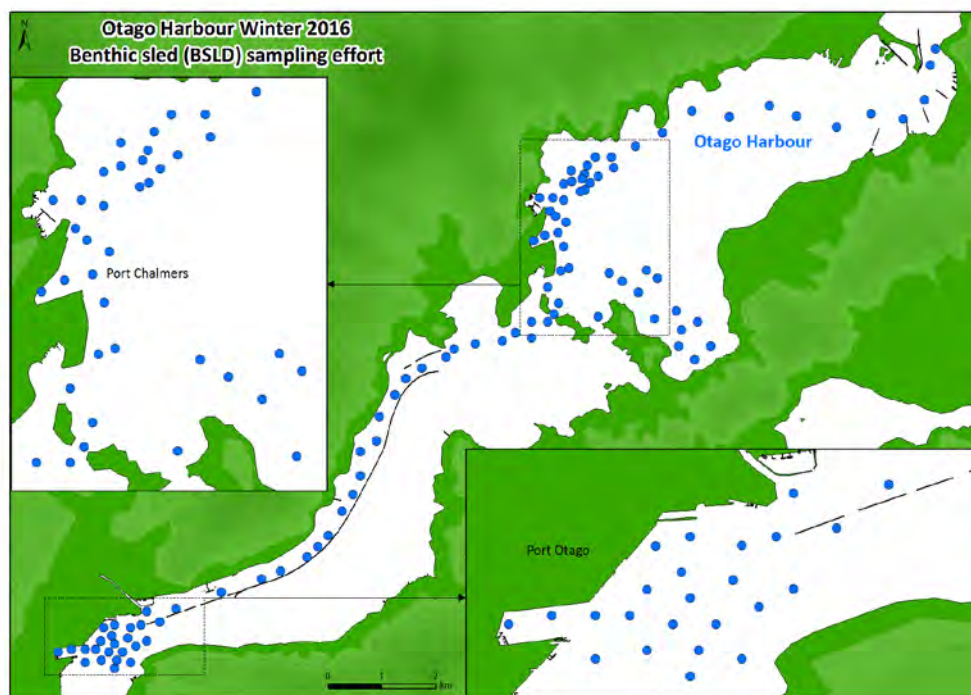 N
Otago Harbour Winter 2016
Benthic sled (BSLD) sampling effort
Otago Harbour
Port Chalmers
Port Otago
0 1 2
km